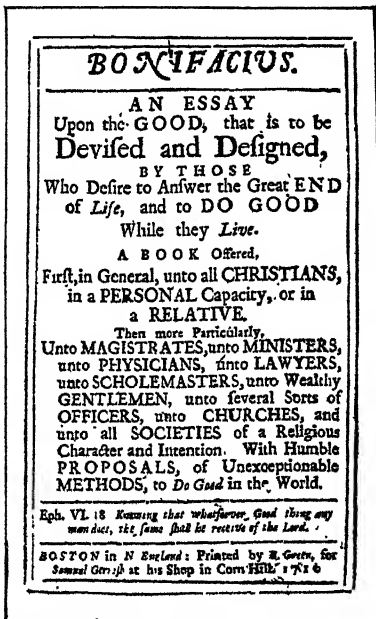 BONIFACIUS.
AN ESSAY
Upon the GOOD, that is to be
Deviſed and Deſigned,
BY THOSE
Who Deſire to Anſwer the Great END
of Life, and to DO GOOD
While they Live.
A BOOK Offered,
Firſt, in General, unto all CHRISTIANS,
in a PERSONAL Capacity, or in
a RELATIVE.
Then more Particularly,
Unto MAGISTRATES, unto MINISTERS,
unto PHYSICIANS, unto LAWYERS,
unto SCHOLEMASTERS, unto Wealthy
GENTLEMEN, unto ſeveral Sorts of
OFFICERS, unto CHURCHES, and
unto all SOCIETIES of a Religious
Character and Intention. With Humble
PROPOSALS, of Unexceptionable
METHODS, to Do Good in the World.
Eph. VI. 18 Knowing that whatſoever Good thing any
man does, the ſame ſhall he receive of the Lord.
BOSTON in N England: Printed by B. Green, for
Samuel Gerriſh at his Shop in Corn Hill. 1710